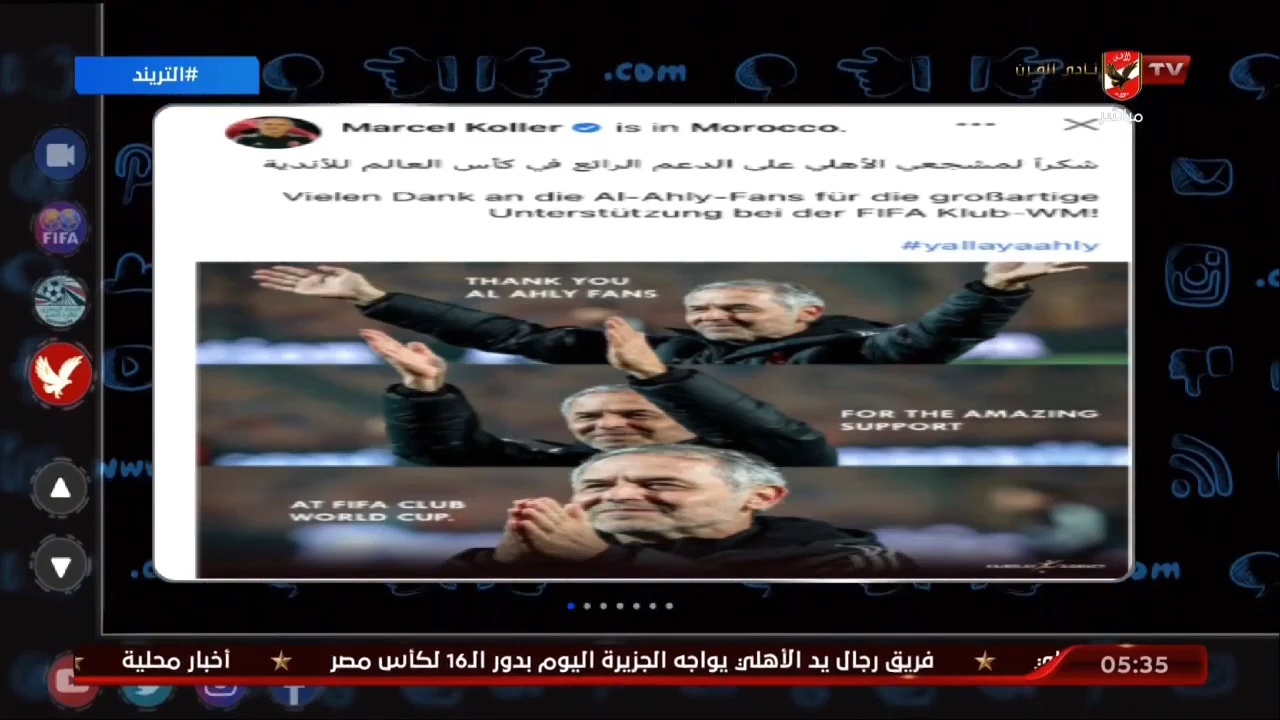 #التريند
.com
نادي القرن
TV
مباشر
Marcel Koller is in Morocco.
شكراً لمشجعي الأهلي على الدعم الرائع في كأس العالم للأندية
Vielen Dank an die Al-Ahly-Fans für die großartige
Unterstützung bei der FIFA Klub-WM!
#yallayaahly
FIFA
THANK YOU
AL AHLY FANS
FOR THE AMAZING
SUPPORT
AT FIFA CLUB
WORLD CUP.
www
فريق رجال يد الأهلي يواجه الجزيرة اليوم بدور الـ16 لكأس مصر
أخبار محلية
05:35